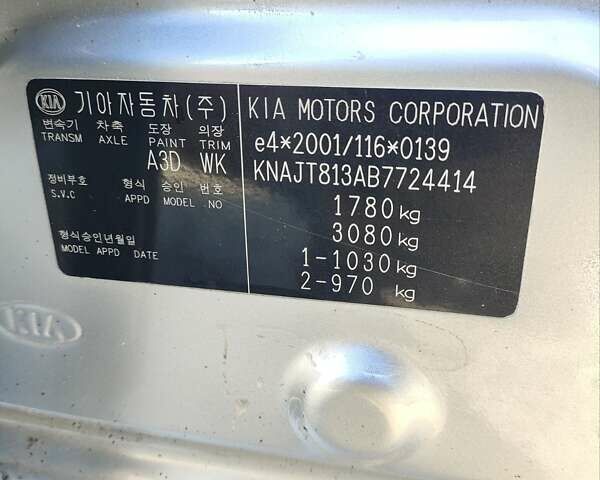 KIA 기아자동차(주)
변속기 차축 도장 의장
TRANSM AXLE PAINT TRIM
A3D WK
정비부호 형식 승인 번호
S.V.C APPD MODEL NO
형식승인년월일
MODEL APPD DATE
KIA MOTORS CORPORATION
e4*2001/116*0139
KNAJT813AB7724414
1780 kg
3080 kg
1-1030 kg
2-970 kg
KIA